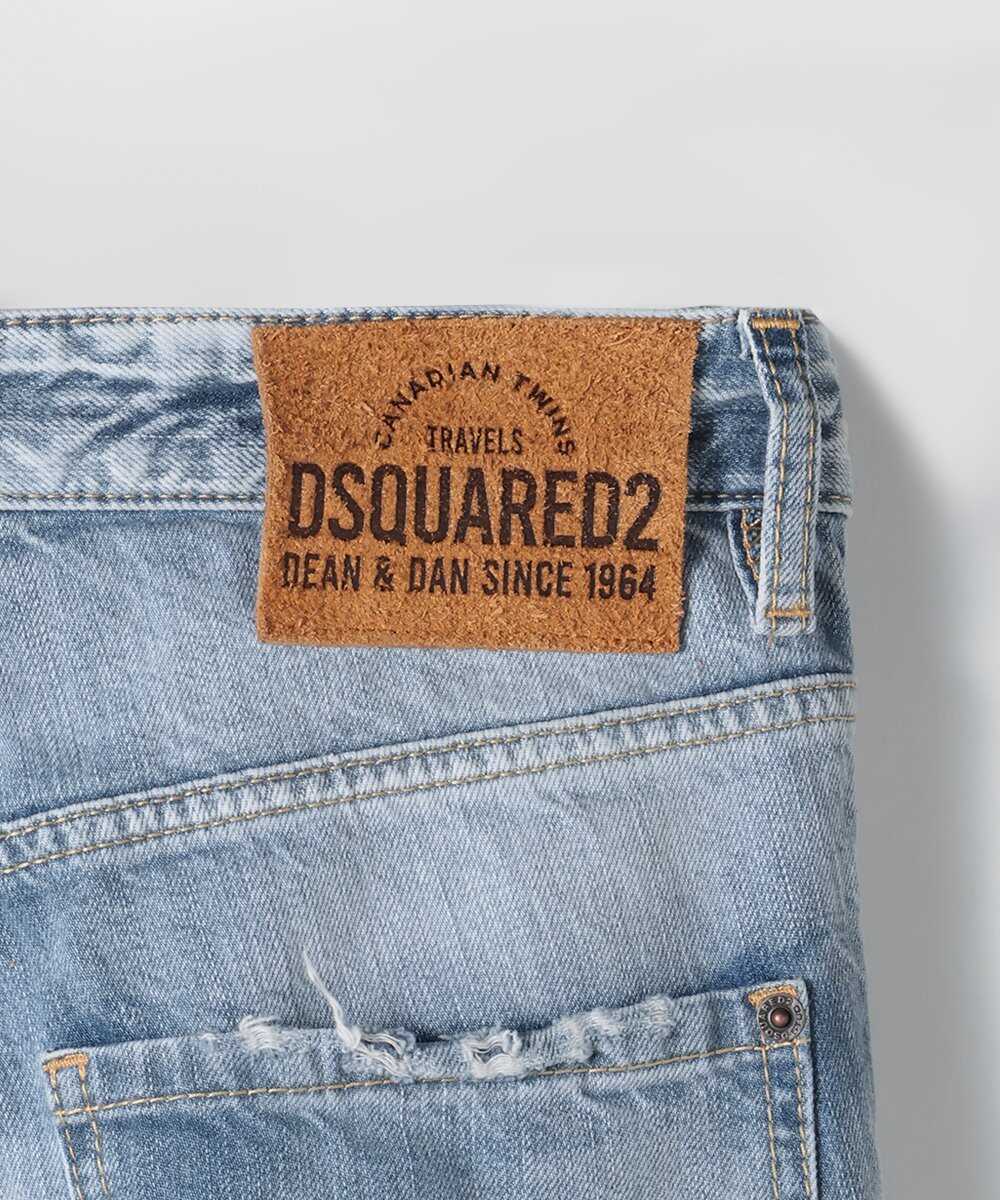 CANADIAN TWINS
TRAVELS
DSQUARED2
DEAN & DAN SINCE 1964